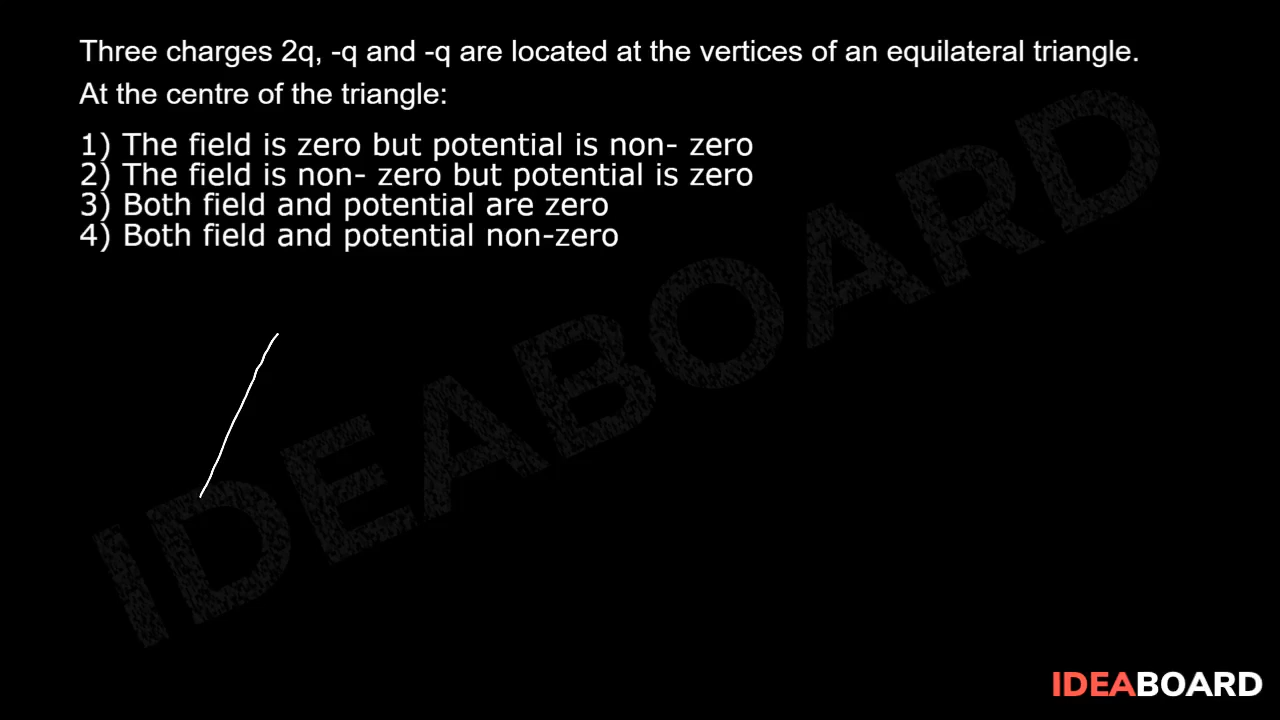 Three charges 2q, -q and -q are located at the vertices of an equilateral triangle.
At the centre of the triangle:
1) The field is zero but potential is non- zero
2) The field is non- zero but potential is zero
3) Both field and potential are zero
4) Both field and potential non-zero
IDEABOARD
IDEABOARD